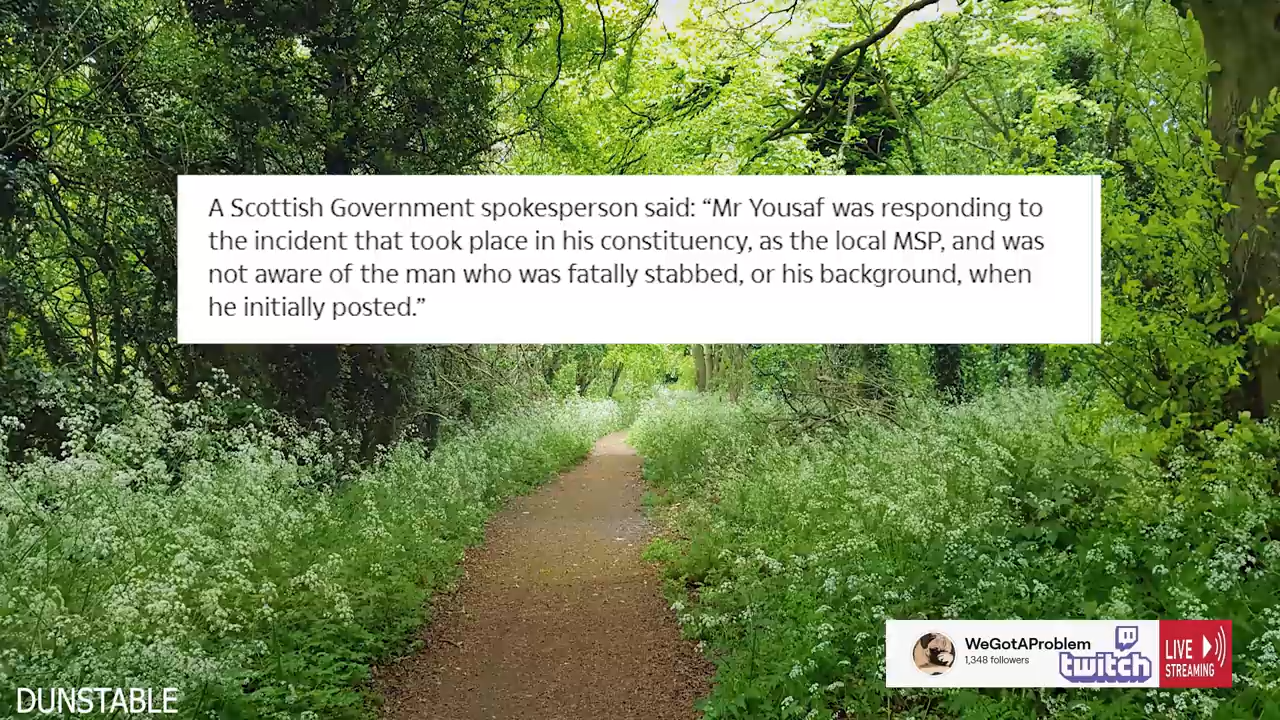 A Scottish Government spokesperson said: “Mr Yousaf was responding to
the incident that took place in his constituency, as the local MSP, and was
not aware of the man who was fatally stabbed, or his background, when
he initially posted.”
WeGotAProblem
1,348 followers
twitch
LIVE
STREAMING
DUNSTABLE